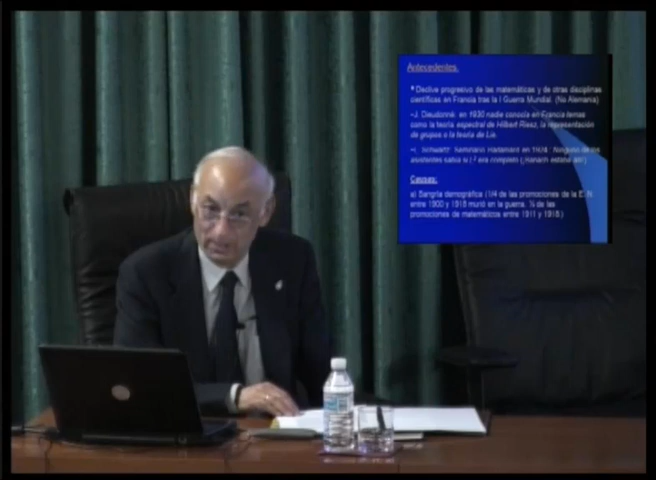 Antecedentes.
Declive progresivo de las matemáticas y de otras disciplinas
científicas en Francia tras la I Guerra Mundial. (No Alemania)
J. Dieudonné: en 1930 nadie conocía en Francia temas
como la teoría espectral de Hilbert Riesz, la representación
de grupos o la teoría de Lie.
Schwartz: Seminario Hadamard en 1934: Ninguno de los
asistentes sabía si era completo
Causas:
a) Sangría demográfica (1/4 de las promociones de la E.N.
entre 1900 y 1918 murió en la guerra, de las
promociones de matemáticos entre 1911 y 1918.)